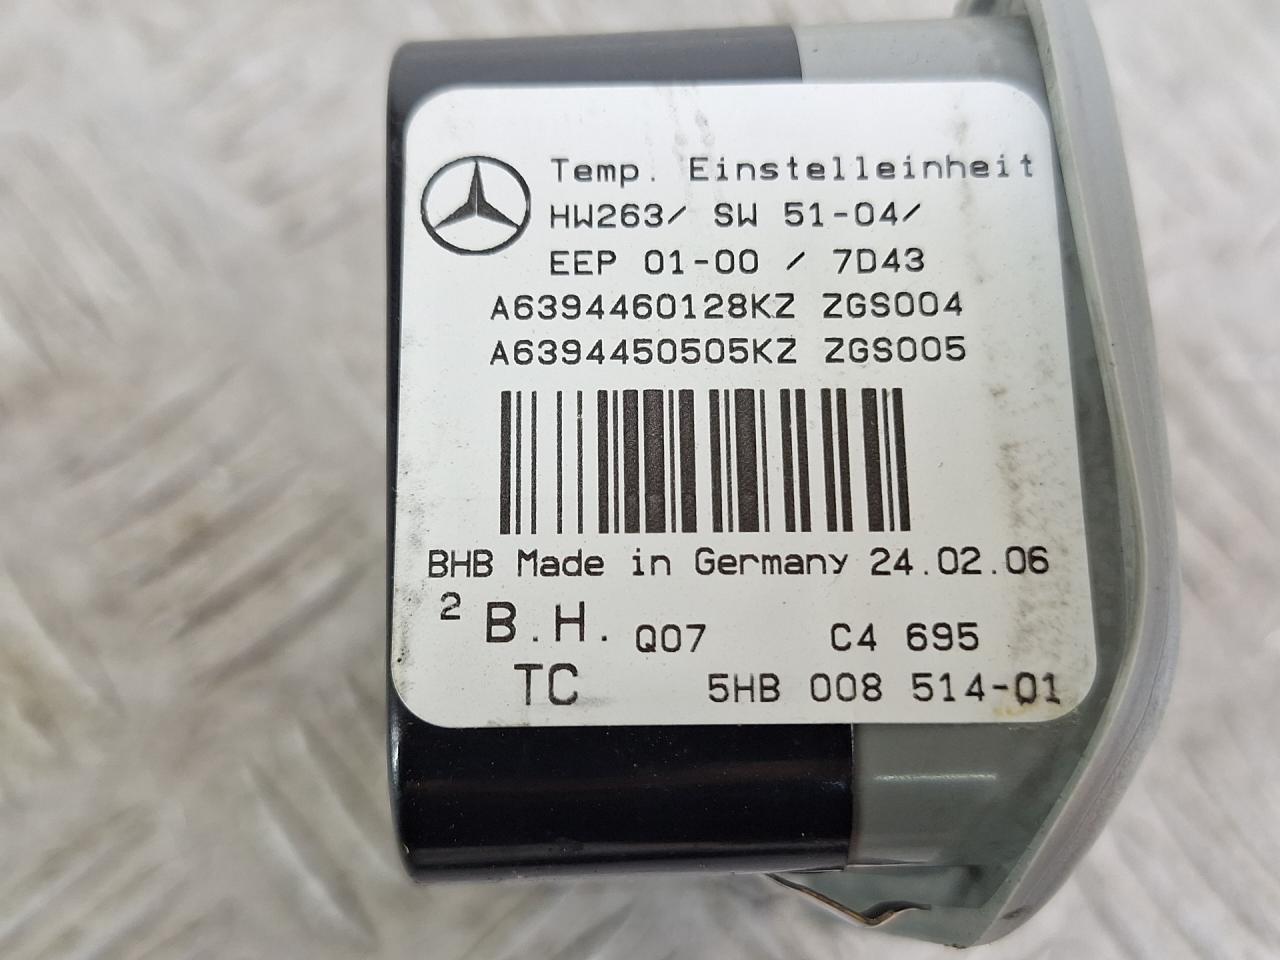 Temp. Einstelleinheit
HW263/ SW 51-04/
EEP 01-00 / 7D43
A6394460128KZ ZGS004
A6394450505KZ ZGS005
BHB Made in Germany 24.02.06
2 B.H. Q07 C4 695
TC 5HB 008 514-01